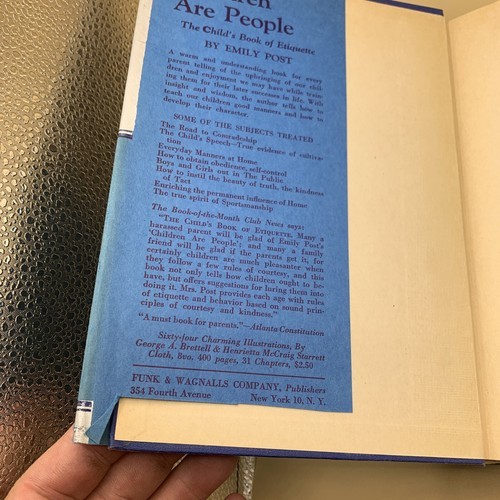 ren
Are People
The Child's Book of Etiquette
BY EMILY POST
A warm and understanding book for every
parent telling of the upbringing of our chil-
dren and enjoyment we may have while train-
ing them for their later successes in life. With
insight and wisdom, the author tells how to
teach our children good manners and how to
develop their character.
SOME OF THE SUBJECTS TREATED
The Road to Comradeship
The Child's Speech—True evidence of cultiva-
tion
Everyday Manners at Home
How to obtain obedience, self-control
Boys and Girls out in The Public
How to instil the beauty of truth, the kindness
of Tact
Enriching the permanent influence of Home
The true spirit of Sportsmanship
The Book-of-the-Month Club News says:
"THE CHILD'S BOOK OF ETIQUETTE. Many a
harassed parent will be glad of Emily Post's
'Children Are People'; and many a family
friend will be glad if the parents get it, for
certainly children are much pleasanter when
they follow a few rules of courtesy, and this
book not only tells how children ought to be-
have, but offers suggestions for luring them into
doing it. Mrs. Post provides each age with rules
of etiquette and behavior based on sound prin-
ciples of courtesy and kindness."
"A must book for parents."—Atlanta Constitution
Sixty-four Charming Illustrations, By
George A. Brettell & Henrietta McCraig Starrett
Cloth, 8vo. 400 pages, 31 Chapters, $2.50
FUNK & WAGNALLS COMPANY, Publishers
354 Fourth Avenue New York 10, N. Y.